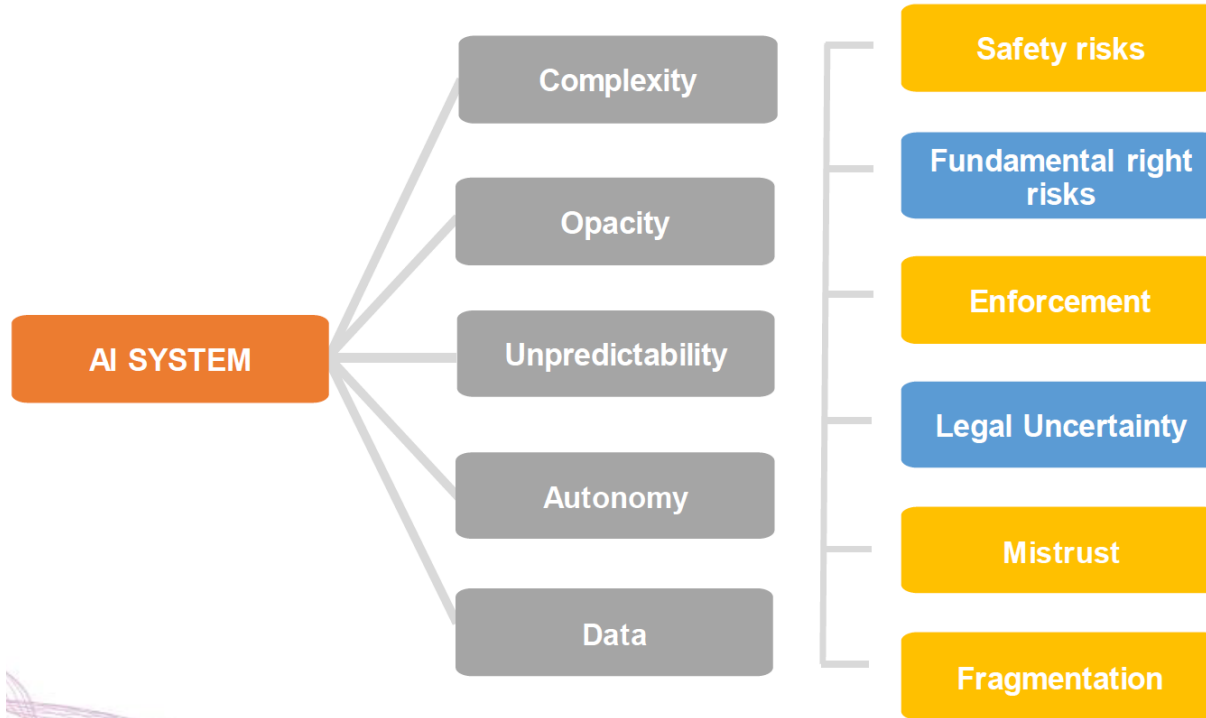 AI SYSTEM
Complexity
Opacity
Unpredictability
Autonomy
Data
Safety risks
Fundamental right
risks
Enforcement
Legal Uncertainty
Mistrust
Fragmentation